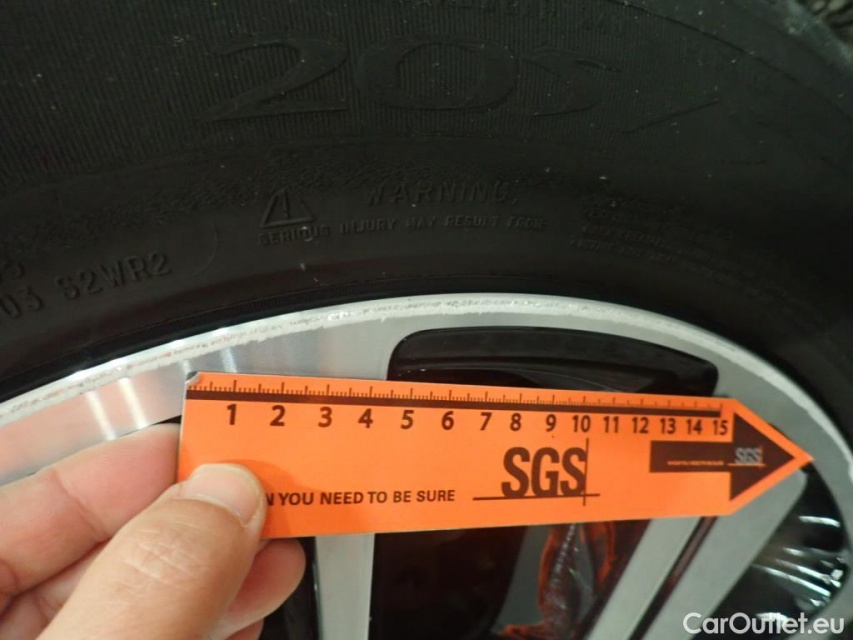 205
WARNING
SERIOUS INJURY MAY RESULT FROM
03 S2WR2
1 2 3 4 5 6 7 8 9 10 11 12 13 14 15
SGS
SGS
N YOU NEED TO BE SURE
CarOutlet.eu